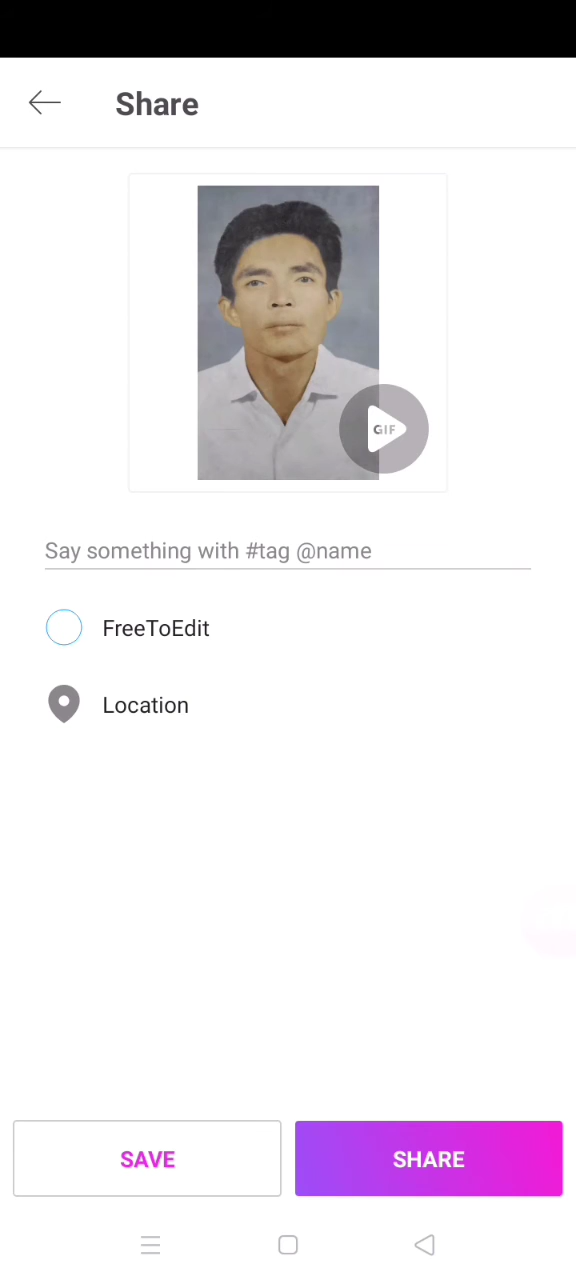 Share
GIF
Say something with #tag @name
FreeToEdit
Location
SAVE
SHARE